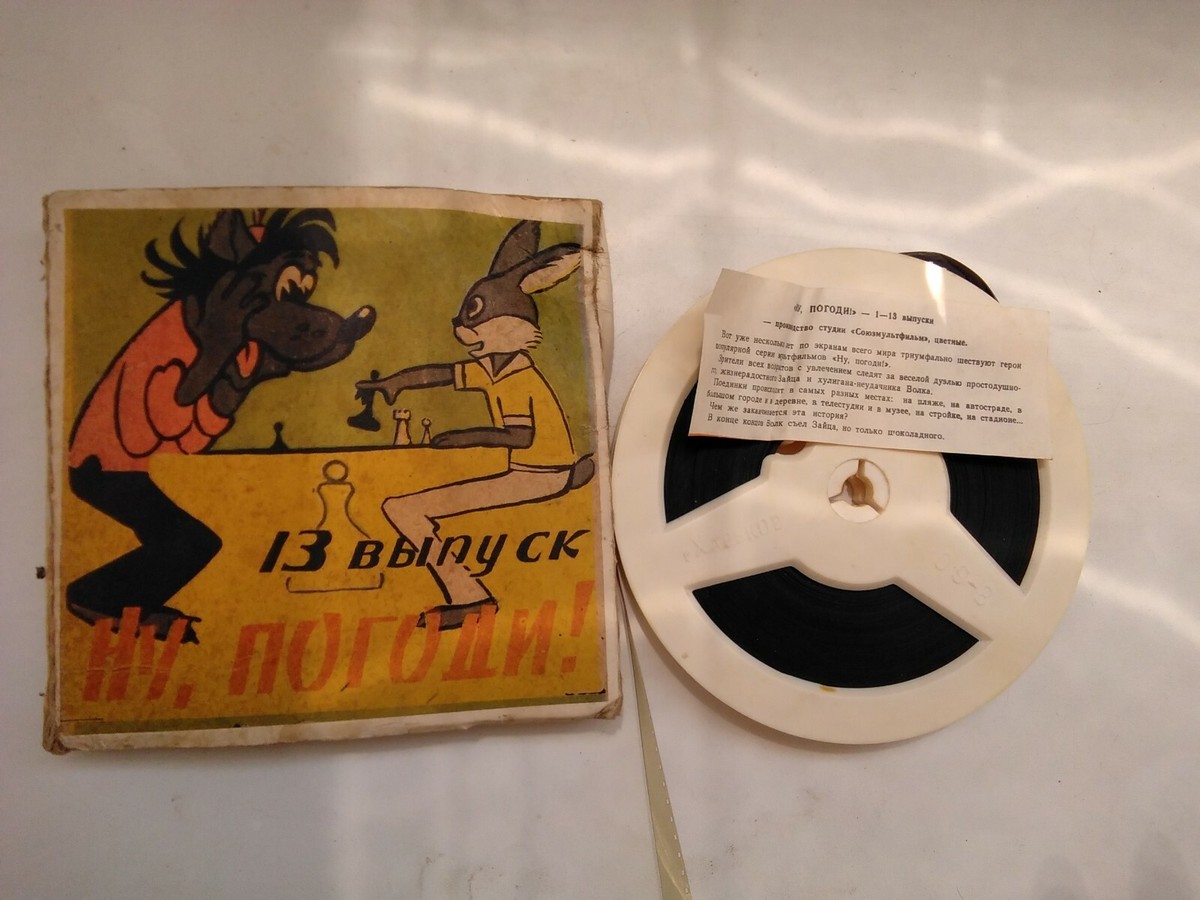 13 выпуск
Ну, погоди!
НУ, ПОГОДИ!» — 1—13 выпуски
— производство студии «Союзмультфильм», цветные.
Вот уже несколько лет по экранам всего мира триумфально шествуют герои
популярной серии мультфильмов «Ну, погоди!».
Зрители всех возрастов с увлечением следят за веселой дуэлью простодушно-
го, жизнерадостного Зайца и хулигана-неудачника Волка.
Поединки происходят в самых разных местах: на пляже, на автостраде, в
большом городе и в деревне, в телестудии и в музее, на стройке, на стадионе...
Чем же заканчивается эта история?
В конце концов Волк съел Зайца, но только шоколадного.